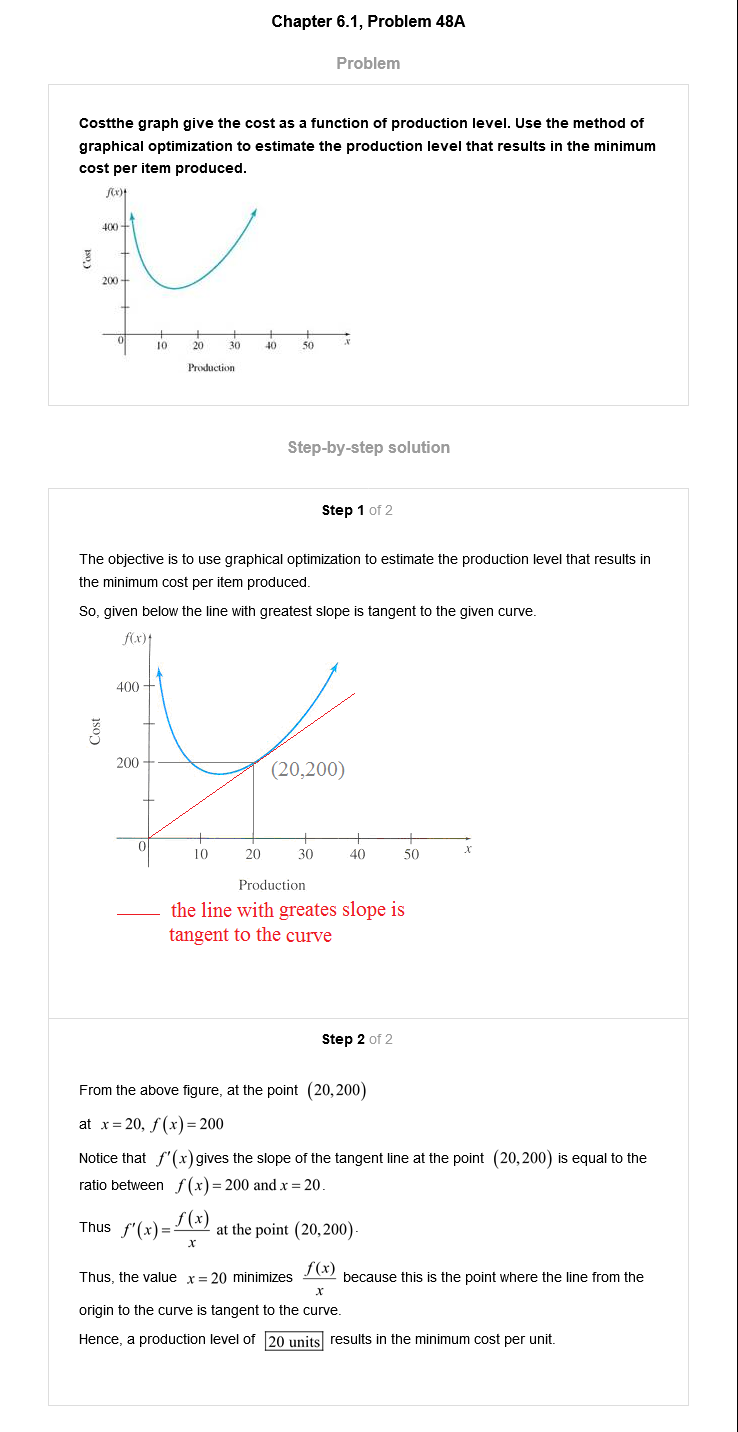 Chapter 6.1, Problem 48A
Problem
Costthe graph give the cost as a function of production level. Use the method of
graphical optimization to estimate the production level that results in the minimum
cost per item produced.
f(x)
400
Cost
200
0
10 20 30 40 50 x
Production
Step-by-step solution
Step 1 of 2
The objective is to use graphical optimization to estimate the production level that results in
the minimum cost per item produced.
So, given below the line with greatest slope is tangent to the given curve.
f(x)
400
Cost
200
(20,200)
0
10 20 30 40 50 x
Production
the line with greates slope is
tangent to the curve
Step 2 of 2
From the above figure, at the point (20,200)
at x = 20, f(x) = 200
Notice that f'(x) gives the slope of the tangent line at the point (20,200) is equal to the
ratio between f(x) = 200 and x = 20.
Thus f'(x) = f(x)/x at the point (20,200).
Thus, the value x = 20 minimizes f(x)/x because this is the point where the line from the
origin to the curve is tangent to the curve.
Hence, a production level of 20 units results in the minimum cost per unit.